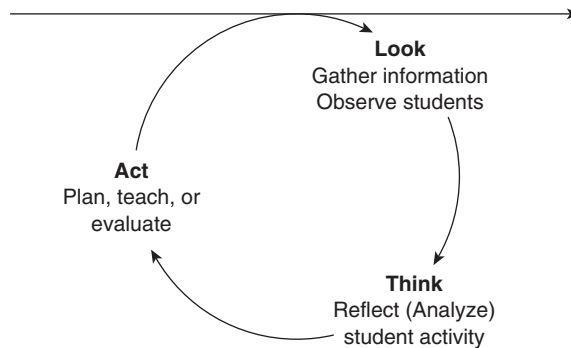 Look
Gather information
Observe students
Act
Plan, teach, or
evaluate
Think
Reflect (Analyze)
student activity